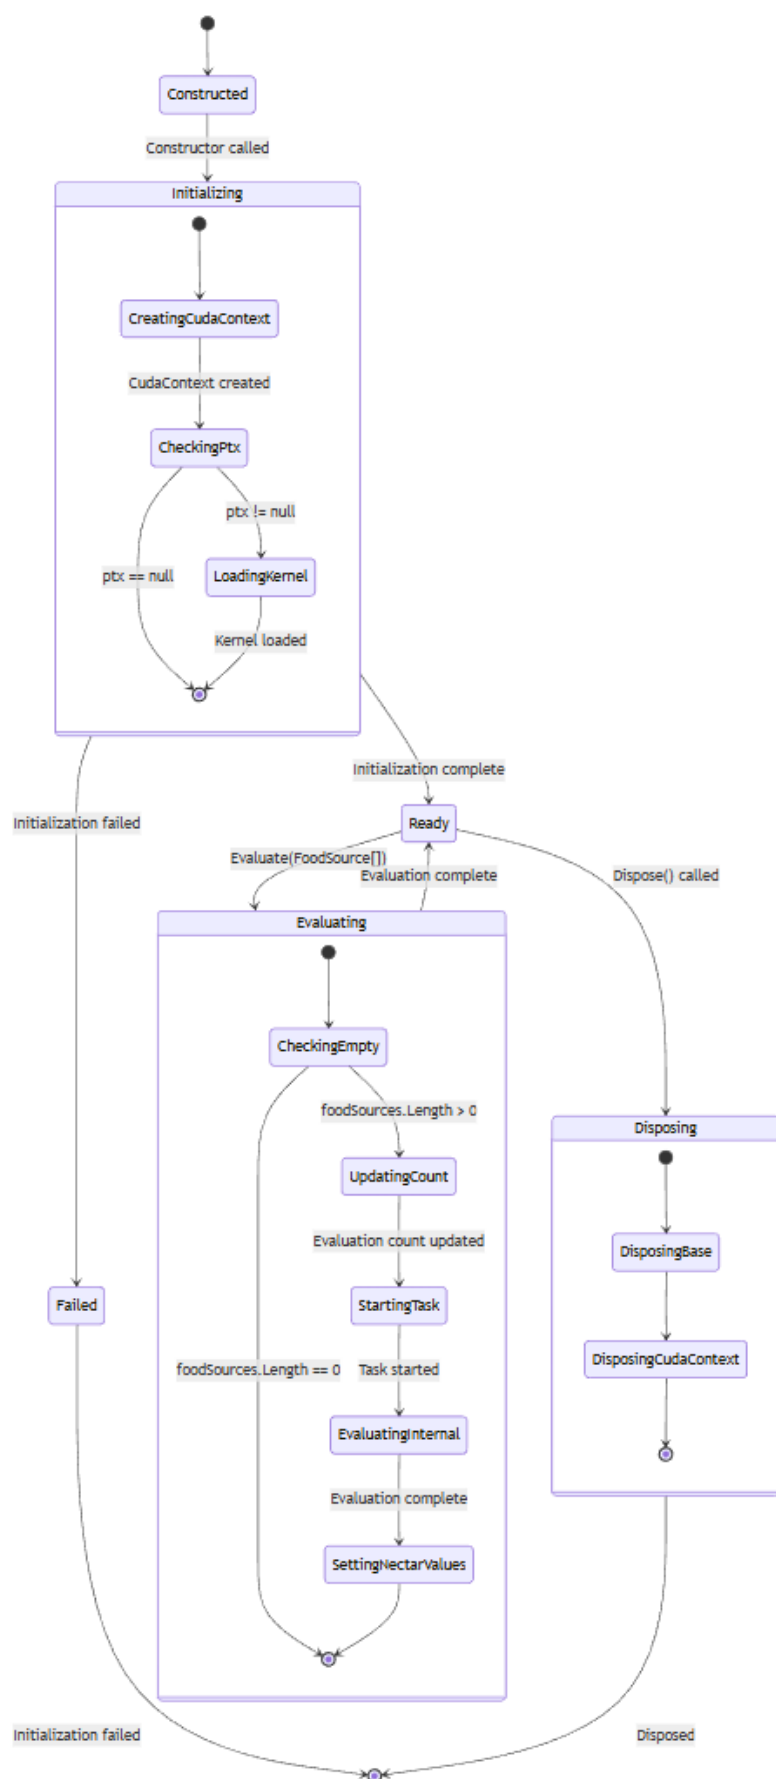 Constructed
Constructor called
Initializing
CreatingCudaContext
CudaContext created
CheckingPtx
ptx != null
ptx == null
LoadingKernel
Kernel loaded
Initialization complete
Initialization failed
Ready
Evaluate(FoodSource[])
Evaluation complete
Dispose() called
Evaluating
CheckingEmpty
foodSources.Length > 0
Disposing
UpdatingCount
Evaluation count updated
DisposingBase
Failed
StartingTask
DisposingCudaContext
foodSources.Length == 0
Task started
EvaluatingInternal
Evaluation complete
SettingNectarValues
Initialization failed
Disposed